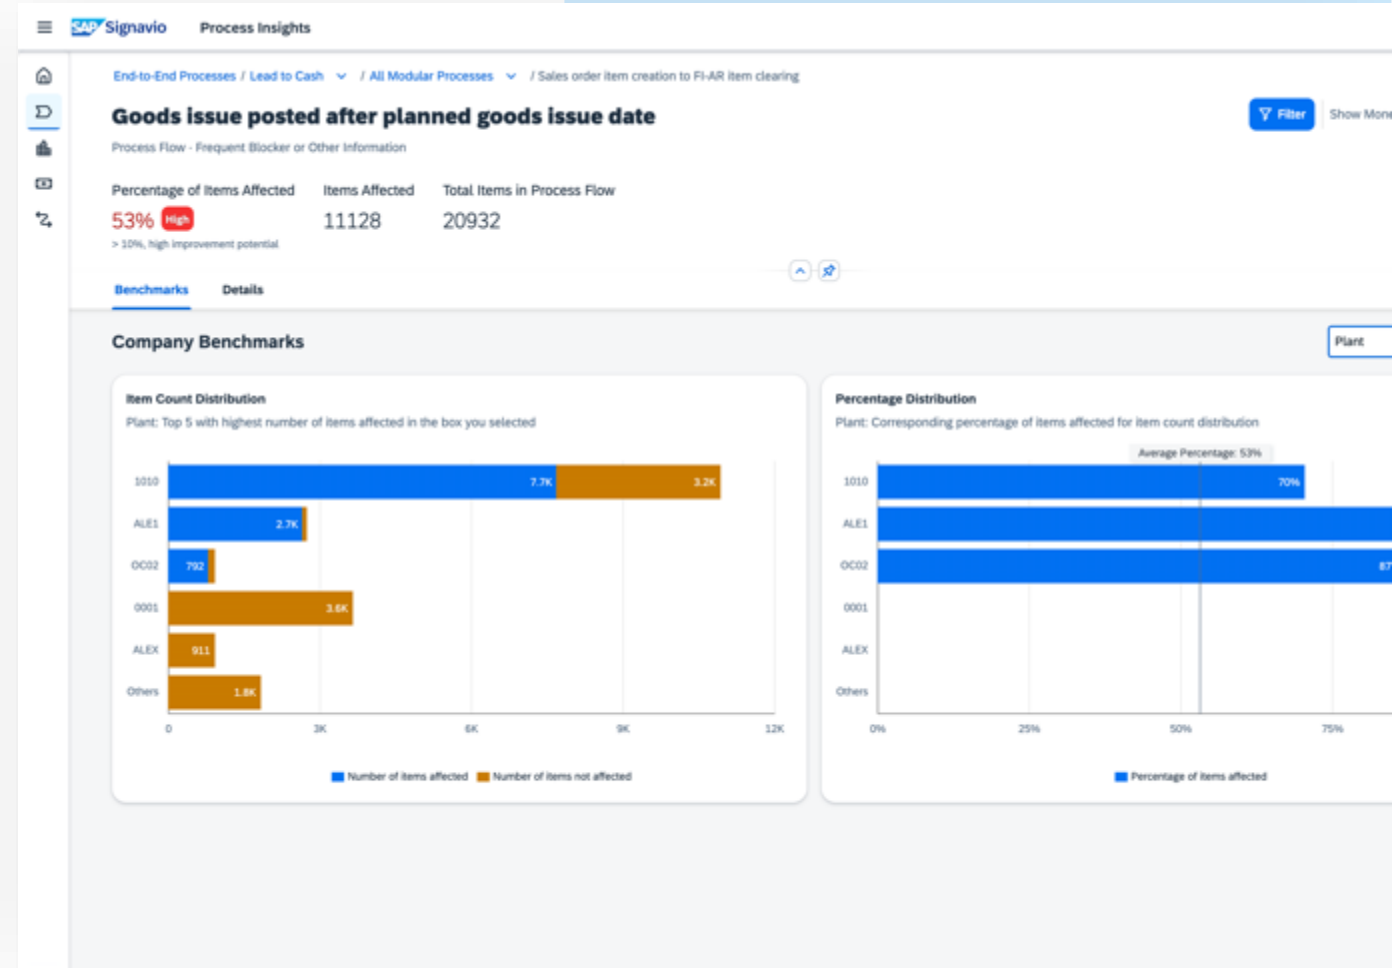 SAP Signavio Process Insights
End-to-End Processes / Lead to Cash / All Modular Processes / Sales order item creation to FI-AR item clearing
Goods issue posted after planned goods issue date
Filter
Show Mone
Process Flow - Frequent Blocker or Other Information
Percentage of Items Affected
Items Affected
Total Items in Process Flow
53% High
11128
20932
> 10%, high improvement potential
Benchmarks
Details
Company Benchmarks
Plant
Item Count Distribution
Plant: Top 5 with highest number of items affected in the box you selected
1010 7.7K 3.2K
ALE1 2.7K
OC02 792
0001 3.6K
ALEX 911
Others 1.8K
0 3K 6K 9K 12K
Number of items affected Number of items not affected
Percentage Distribution
Plant: Corresponding percentage of items affected for item count distribution
Average Percentage: 53%
1010 70%
ALE1
OC02 87
0001
ALEX
Others
0% 25% 50% 75%
Percentage of items affected